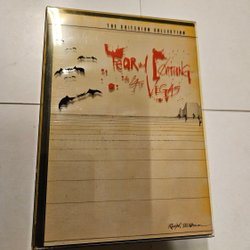 THE CRITERION COLLECTION
FEAR AND
LOATHING
IN LAS
VEGAS